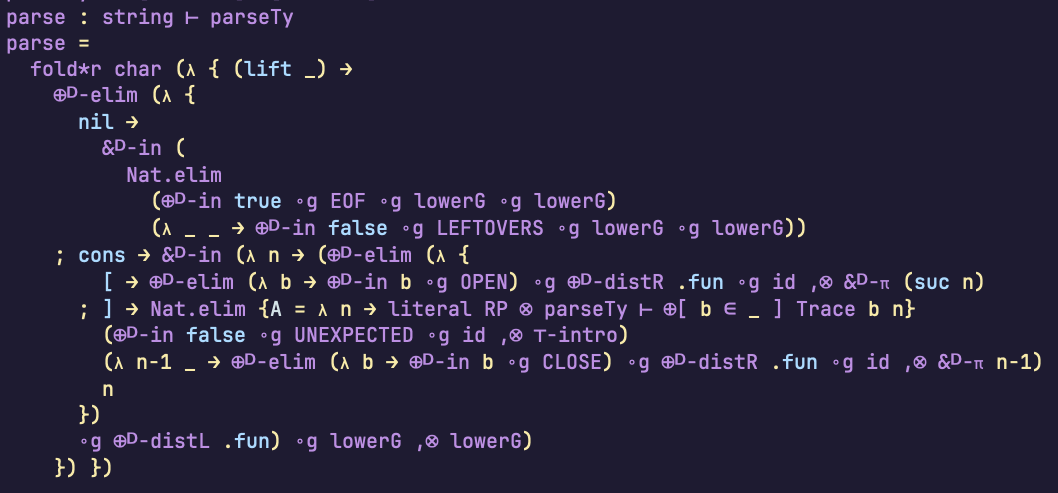 parse : string ⊢ parseTy
parse =
  fold*r char (λ { (lift _) →
    ⊕ᴰ-elim (λ {
      nil →
        &ᴰ-in (
          Nat.elim
            (⊕ᴰ-in true ∘g EOF ∘g lowerG ∘g lowerG)
            (λ _ _ → ⊕ᴰ-in false ∘g LEFTOVERS ∘g lowerG ∘g lowerG))
    ; cons → &ᴰ-in (λ n → (⊕ᴰ-elim (λ {
        [ → ⊕ᴰ-elim (λ b → ⊕ᴰ-in b ∘g OPEN) ∘g ⊕ᴰ-distR .fun ∘g id ,⊗ &ᴰ-π (suc n)
      ; ] → Nat.elim {A = λ n → literal RP ⊗ parseTy ⊢ ⊕[ b ∈ _ ] Trace b n}
        (⊕ᴰ-in false ∘g UNEXPECTED ∘g id ,⊗ ⊤-intro)
        (λ n-1 _ → ⊕ᴰ-elim (λ b → ⊕ᴰ-in b ∘g CLOSE) ∘g ⊕ᴰ-distR .fun ∘g id ,⊗ &ᴰ-π n-1)
        n
      })
      ∘g ⊕ᴰ-distL .fun) ∘g lowerG ,⊗ lowerG)
    }) })